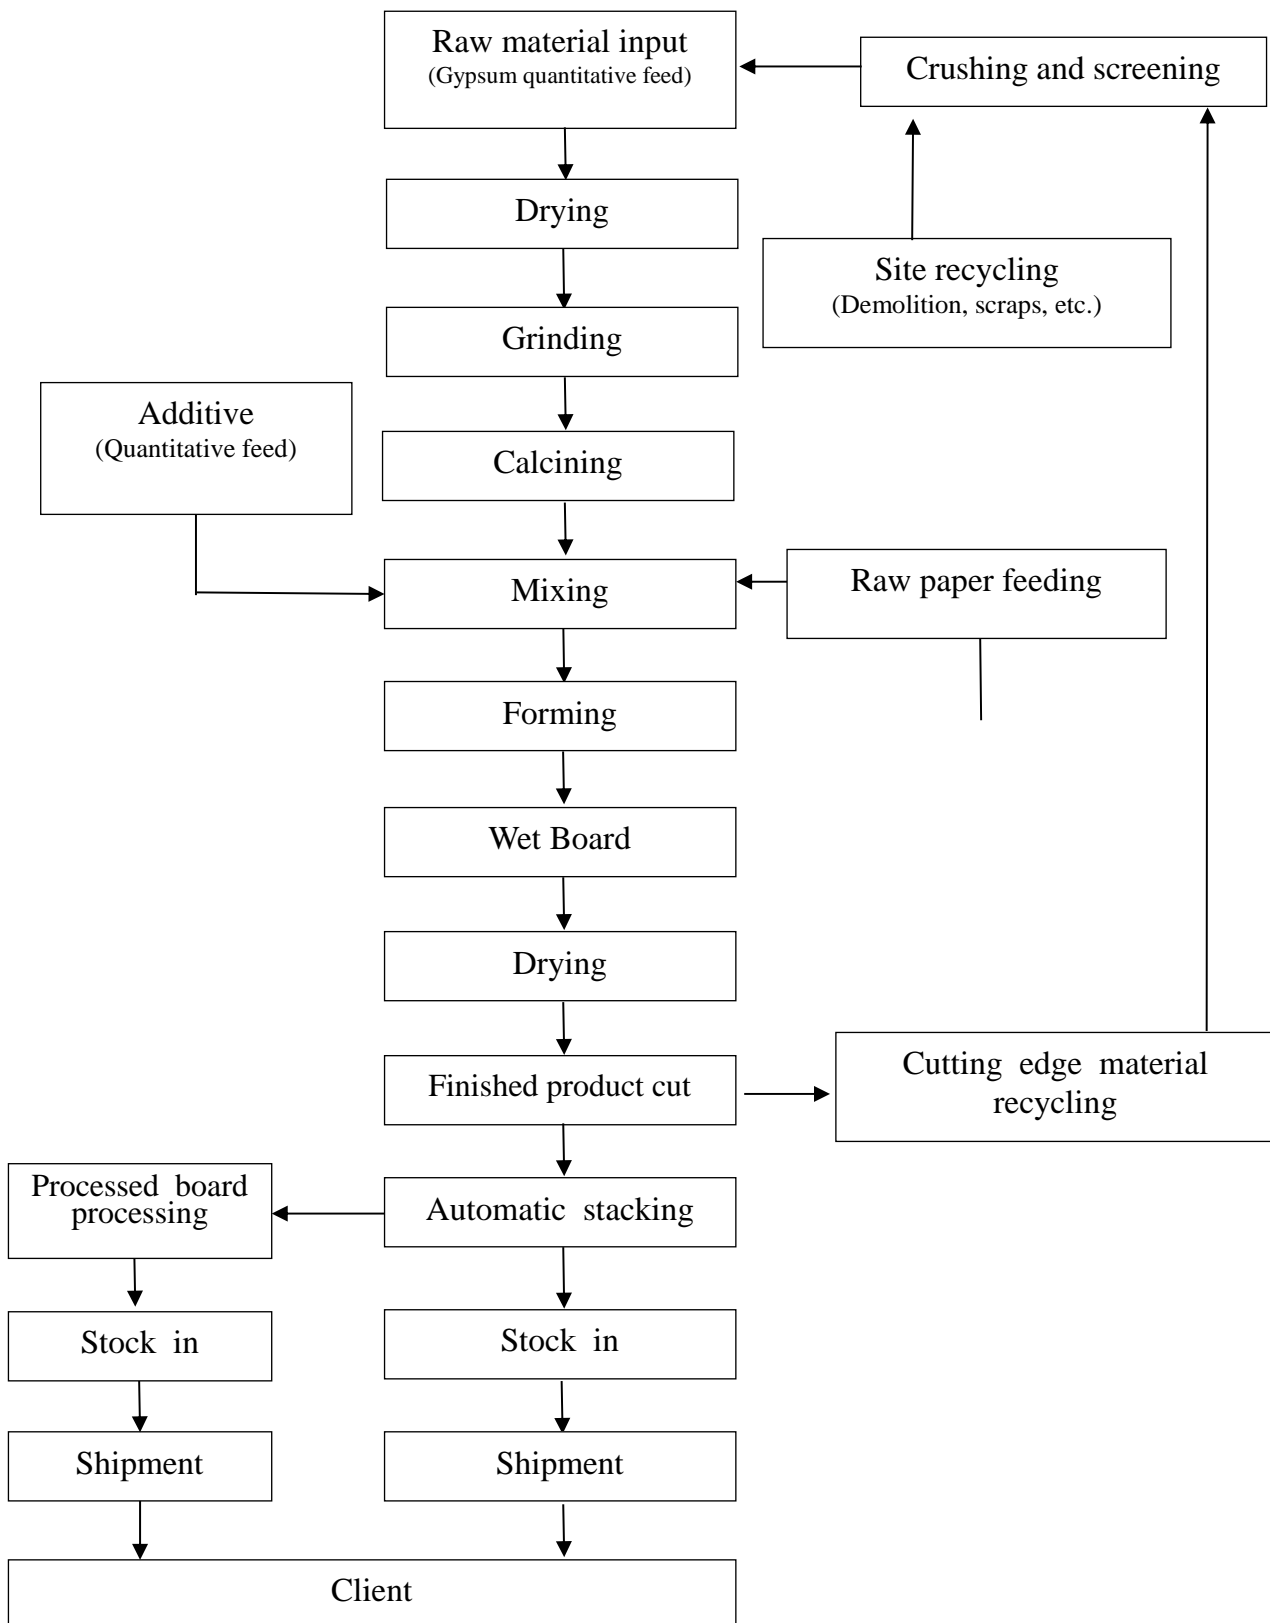 Raw material input
(Gypsum quantitative feed)
Crushing and screening
Drying
Site recycling
(Demolition, scraps, etc.)
Grinding
Additive
(Quantitative feed)
Calcining
Mixing
Raw paper feeding
Forming
Wet Board
Drying
Finished product cut
Cutting edge material
recycling
Processed board
processing
Automatic stacking
Stock in
Stock in
Shipment
Shipment
Client